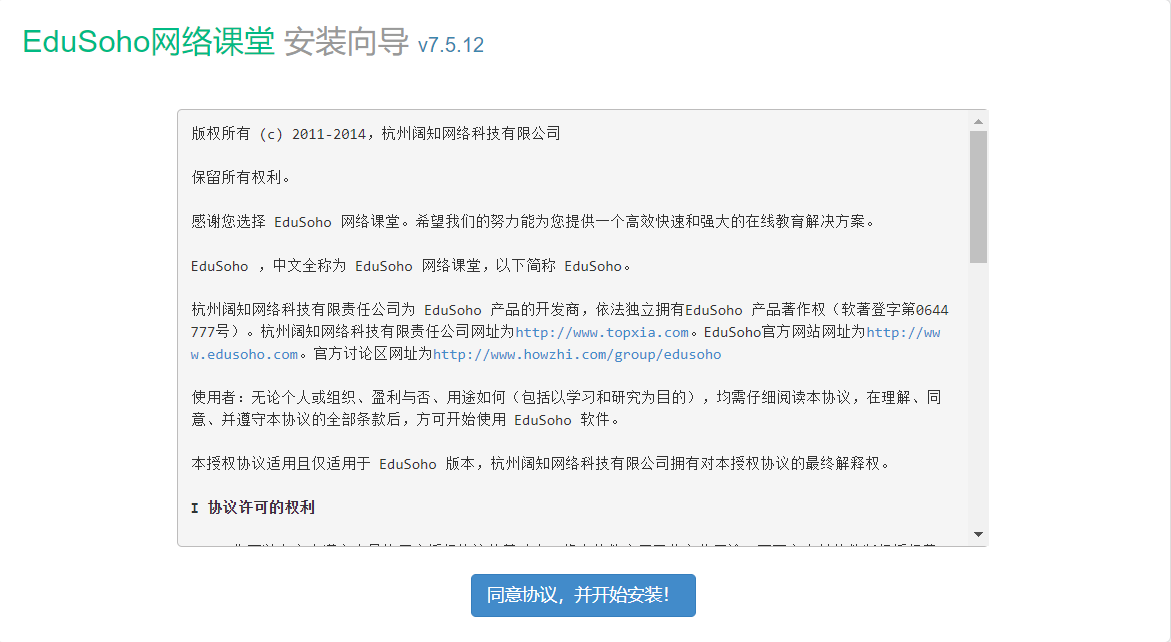 EduSoho网络课堂 安装向导 v7.5.12
版权所有 (c) 2011-2014，杭州阔知网络科技有限公司
保留所有权利。
感谢您选择 EduSoho 网络课堂。希望我们的努力能为您提供一个高效快速和强大的在线教育解决方案。
EduSoho ，中文全称为 EduSoho 网络课堂，以下简称 EduSoho。
杭州阔知网络科技有限责任公司为 EduSoho 产品的开发商，依法独立拥有EduSoho 产品著作权（软著登字第0644
777号）。杭州阔知网络科技有限责任公司网址为http://www.topxia.com。EduSoho官方网站网址为http://ww
w.edusoho.com。官方讨论区网址为http://www.howzhi.com/group/edusoho
使用者：无论个人或组织、盈利与否、用途如何（包括以学习和研究为目的），均需仔细阅读本协议，在理解、同
意、并遵守本协议的全部条款后，方可开始使用 EduSoho 软件。
本授权协议适用且仅适用于 EduSoho 版本，杭州阔知网络科技有限公司拥有对本授权协议的最终解释权。
I 协议许可的权利
同意协议，并开始安装！